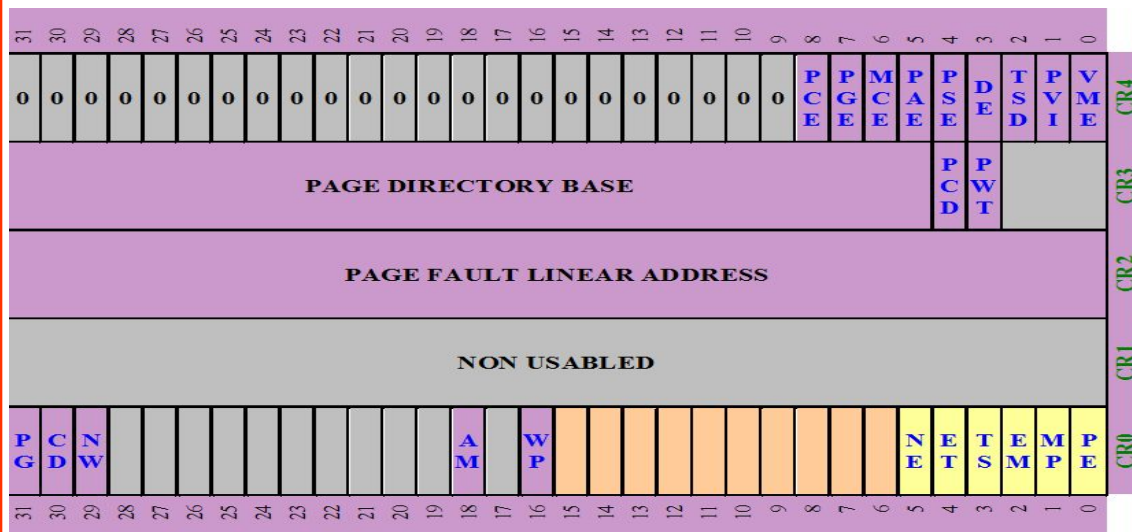 31 30 29 28 27 26 25 24 23 22 21 20 19 18 17 16 15 14 13 12 11 10 9 8 7 6 5 4 3 2 1 0
0 0 0 0 0 0 0 0 0 0 0 0 0 0 0 0 0 0 0 0 0 0 0 PCE PGE MCE PAE PSE DE TSD PVI VME CR4
PAGE DIRECTORY BASE PCD PWT CR3
PAGE FAULT LINEAR ADDRESS CR2
NON USABLED CR1
PG CD NW AM WP NE ET TS EM MP PE CR0
31 30 29 28 27 26 25 24 23 22 21 20 19 18 17 16 15 14 13 12 11 10 9 8 7 6 5 4 3 2 1 0